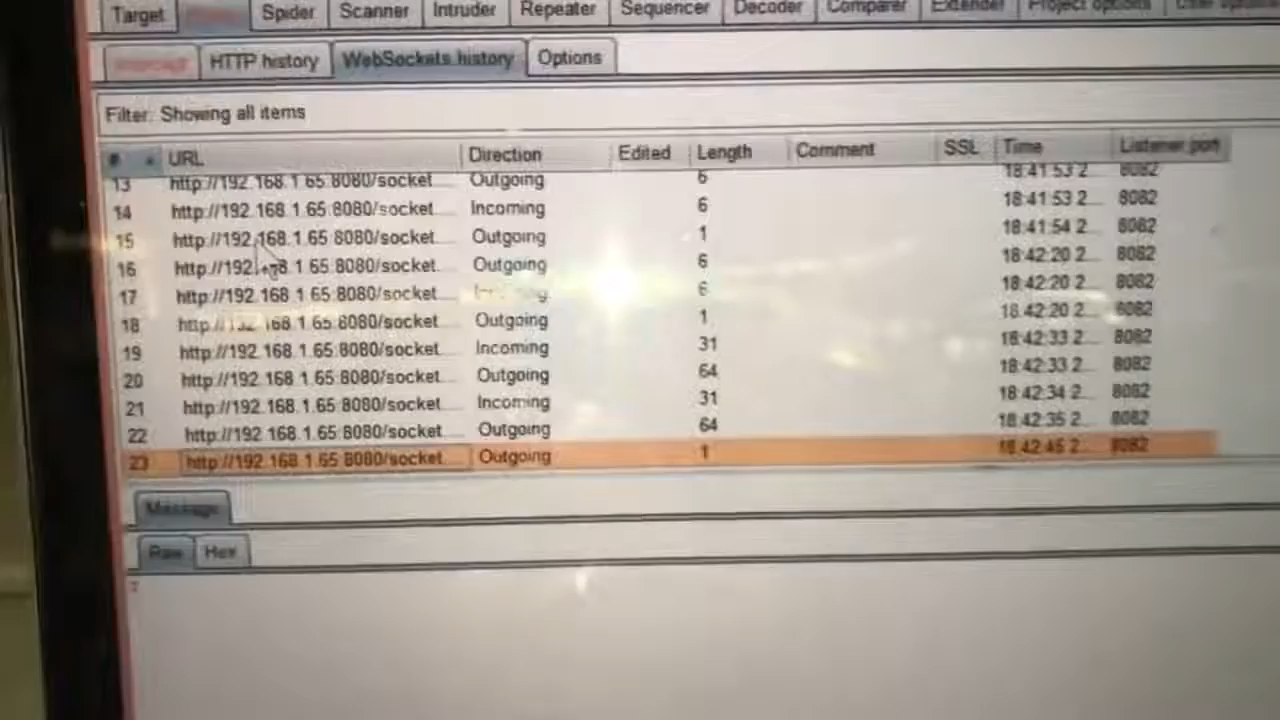 Target Spider Scanner Intruder Repeater Sequencer Decoder Comparer Extender Project options
HTTP history WebSockets history Options
Filter: Showing all items
# URL Direction Edited Length Comment SSL Time Listener port
13 http://192.168.1.65:8080/socket... Outgoing 6 18:41:53 2... 8082
14 http://192.168.1.65:8080/socket... Incoming 6 18:41:53 2... 8082
15 http://192.168.1.65:8080/socket... Outgoing 1 18:41:54 2... 8082
16 http://192. .1.65:8080/socket... Outgoing 6 18:42:20 2... 8082
17 http://192.168.1.65:8080/socket... 6 18:42:20 2... 8082
18 http://192.168.1.65:8080/socket... Outgoing 1 18:42:20 2... 8082
19 http://192.168.1.65:8080/socket... Incoming 31 18:42:33 2... 8082
20 http://192.168.1.65:8080/socket... Outgoing 64 18:42:33 2... 8082
21 http://192.168.1.65:8080/socket... Incoming 31 18:42:34 2... 8082
22 http://192.168.1.65:8080/socket... Outgoing 64 18:42:35 2... 8082
23 http://192.168.1.65:8080/socket... Outgoing 1 18:42:45 2... 8082
Message
Raw Hex